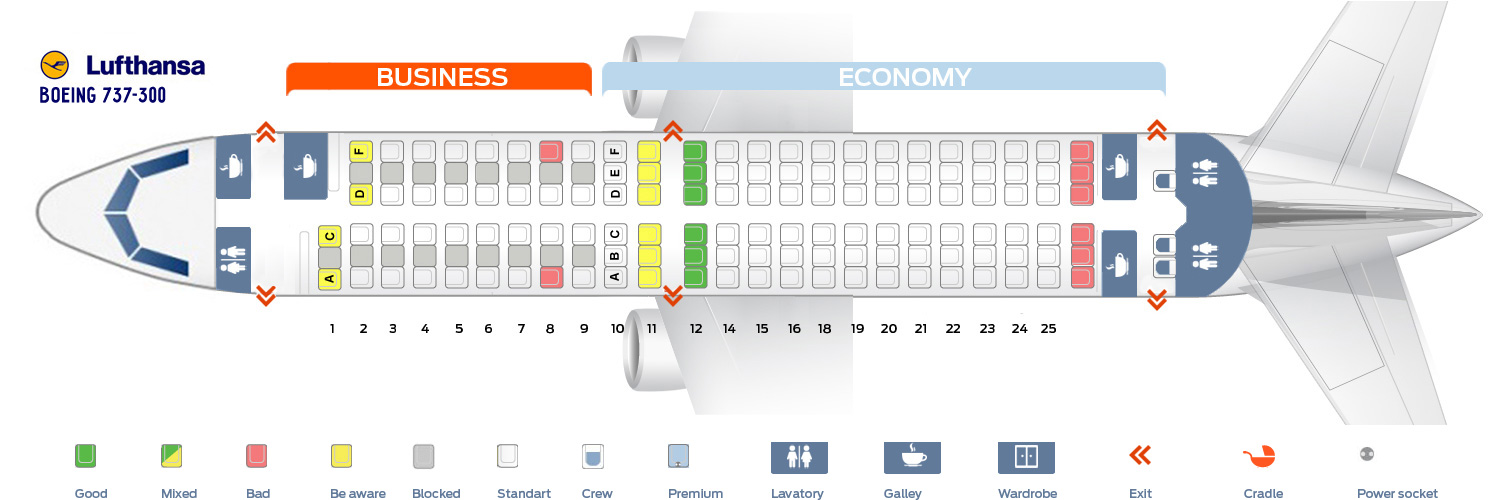 Lufthansa
BOEING 737-300
BUSINESS
ECONOMY
F
F
E
D
D
C
C
B
A
A
1 2 3 4 5 6 7 8 9 10 11 12 14 15 16 18 19 20 21 22 23 24 25
Good Mixed Bad Be aware Blocked Standart Crew Premium Lavatory Galley Wardrobe Exit Cradle Power socket